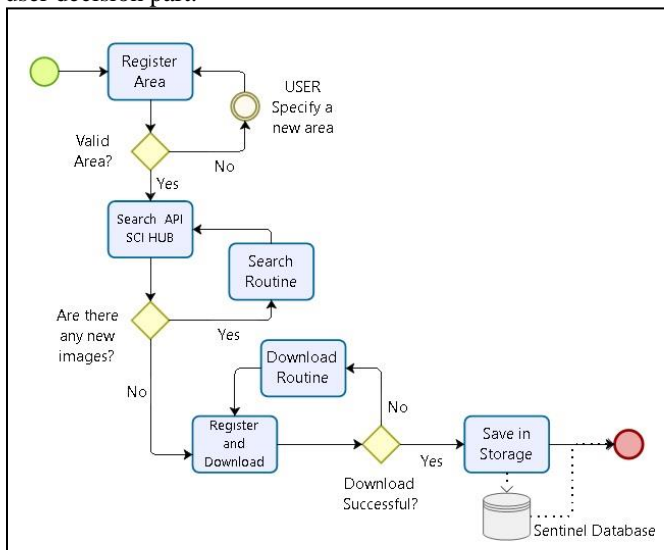 user decision part.
Register
Area
USER
Specify a
new area
Valid
Area?
No
Yes
Search API
SCI HUB
Search
Routine
Are there
any new
images?
Yes
No
Download
Routine
No
Register
and
Download
Yes
Save in
Storage
Download
Successful?
Sentinel Database